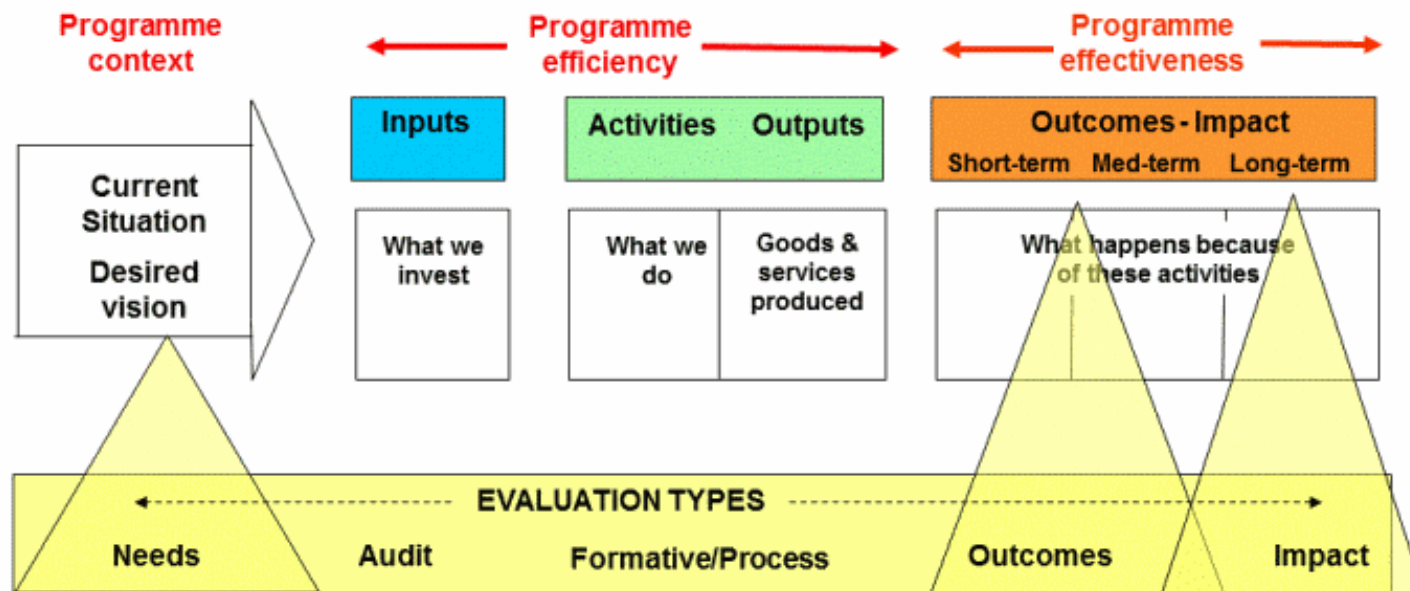 Programme
context
Programme
efficiency
Programme
effectiveness
Inputs
Activities Outputs
Outcomes - Impact
Short-term Med-term Long-term
Current
Situation
Desired
vision
What we
invest
What we
do
Goods &
services
produced
What happens because
of these activities
EVALUATION TYPES
Needs
Audit
Formative/Process
Outcomes
Impact